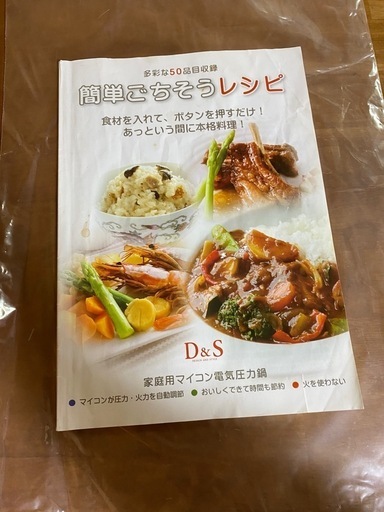 多彩な50品目収録
簡単ごちそうレシピ
食材を入れて、ボタンを押すだけ！
あっという間に本格料理！
D&S
家庭用マイコン電気圧力鍋
● マイコンが圧力・火力を自動調節 ● おいしくできて時間も節約 ● 火を使わない